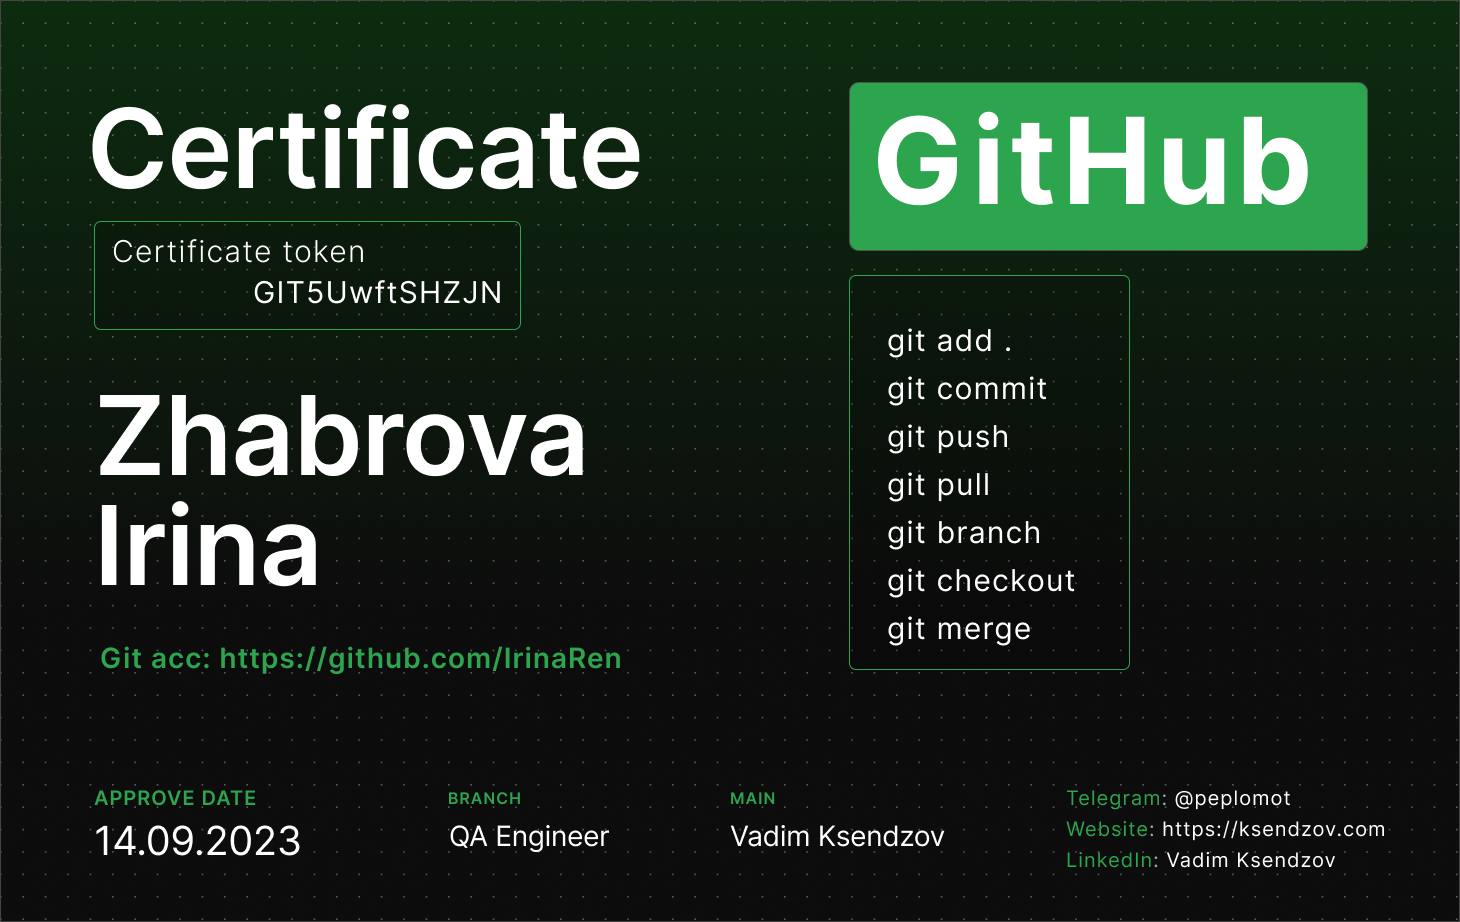 Certificate
Certificate token
GIT5UwftSHZJN
Zhabrova
Irina
Git acc: https://github.com/IrinaRen
GitHub
git add .
git commit
git push
git pull
git branch
git checkout
git merge
APPROVE DATE
14.09.2023
BRANCH
QA Engineer
MAIN
Vadim Ksendzov
Telegram: @peplomot
Website: https://ksendzov.com
LinkedIn: Vadim Ksendzov